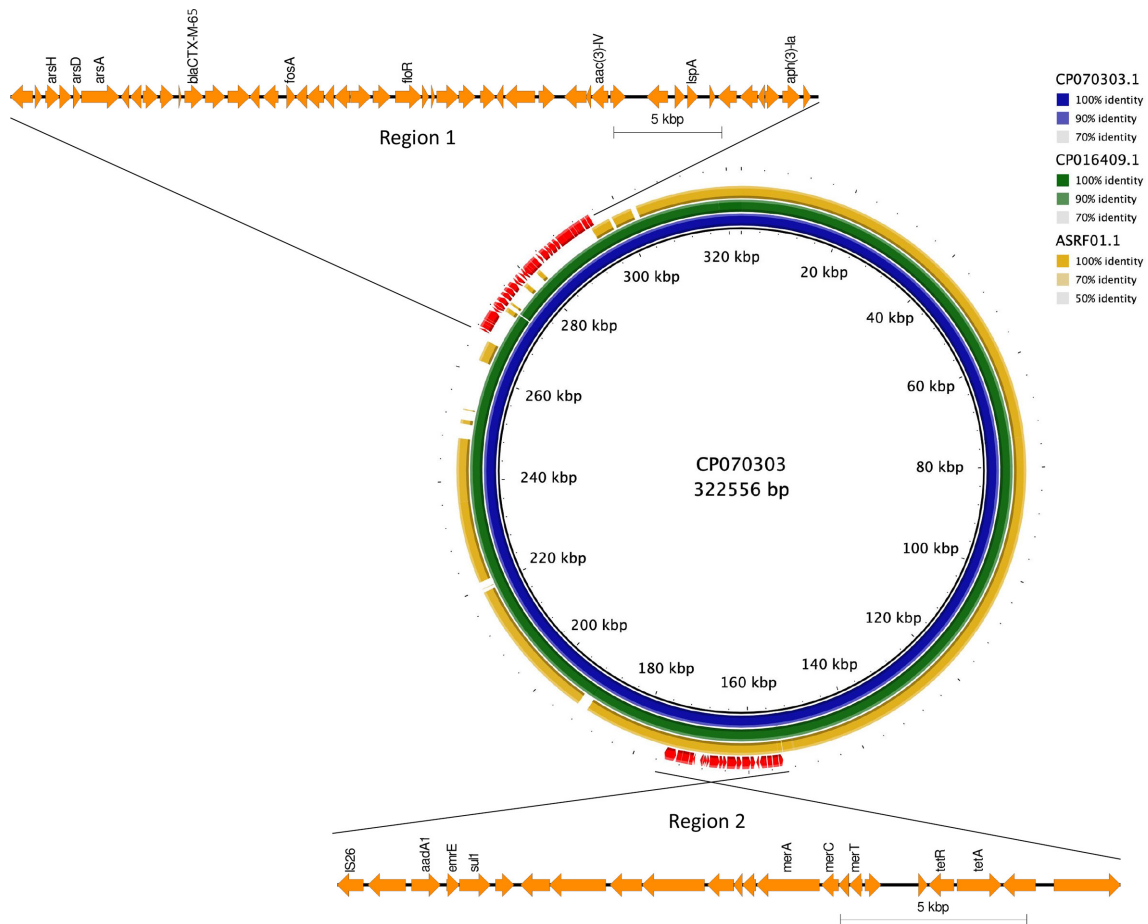 arsH
arsD
arsA
blaCTX-M-65
fosA
floR
aac(3)-IV
lspA
aph(3)-Ia
5 kbp
Region 1
CP070303.1
100% identity
90% identity
70% identity
CP016409.1
100% identity
90% identity
70% identity
ASRF01.1
100% identity
70% identity
50% identity
320 kbp
20 kbp
40 kbp
60 kbp
80 kbp
100 kbp
120 kbp
140 kbp
160 kbp
180 kbp
200 kbp
220 kbp
240 kbp
260 kbp
280 kbp
300 kbp
CP070303
322556 bp
Region 2
IS26
aadA1
emrE
sul1
merA
merC
merT
tetR
tetA
5 kbp